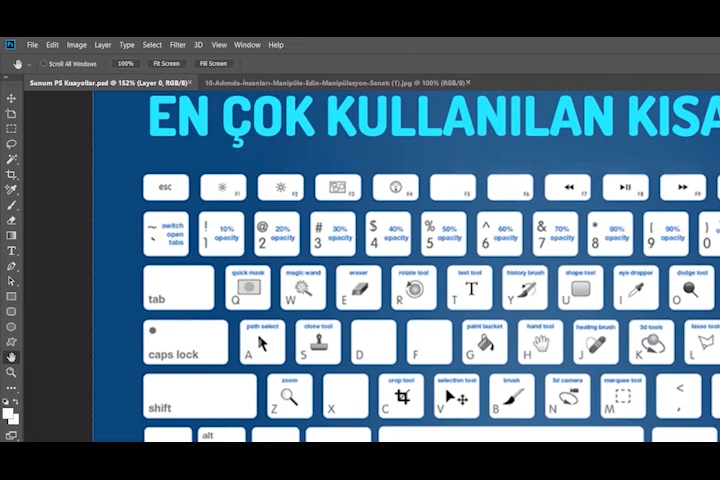 Ps File Edit Image Layer Type Select Filter 3D View Window Help
Scroll All Windows 100% Fit Screen Fill Screen
Sunum PS Kısayollar.psd @ 152% (Layer 0, RGB/8) × 10-Adımda-İnsanları-Manipüle-Edin-Manipülasyon-Sanatı (1).jpg @ 100% (RGB/8) ×
EN ÇOK KULLANILAN KISA
esc F1 F2 F3 F4 F5 F6 F7 F8 F9
~ switch ! 10% @ 20% # 30% $ 40% % 50% ^ 60% & 70% * 80% ( 90% )
` open tabs 1 opacity 2 opacity 3 opacity 4 opacity 5 opacity 6 opacity 7 opacity 8 opacity 9 opacity 0
quick mask magic wand eraser rotate tool text tool history brush shape tool eye dropper dodge tool
tab Q W E R T Y U I O
path select clone tool paint bucket hand tool healing brush 3d tools lasso tool
caps lock A S D F G H J K L
zoom crop tool selection tool brush 3d camera marquee tool <
shift Z X C V B N M ,
alt